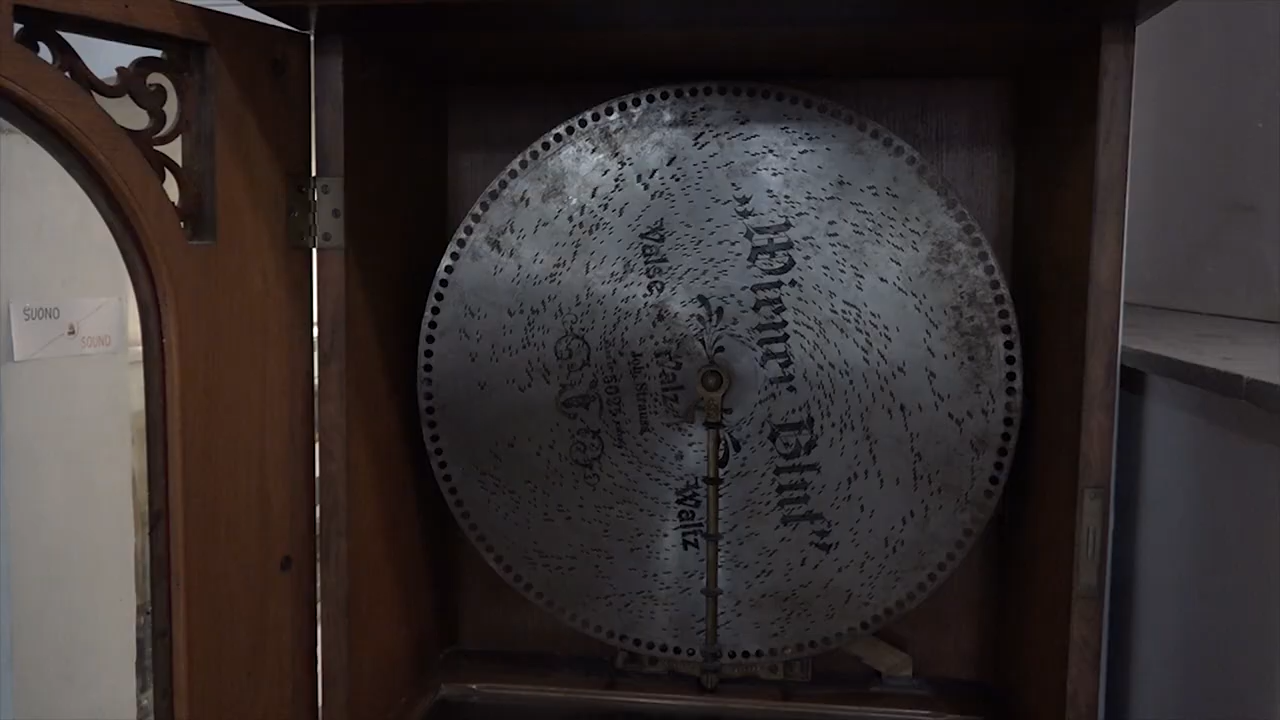 SUONO
SOUND
„Wiener Blut"
Valse. Walzer Waltz
Joh. Strauss